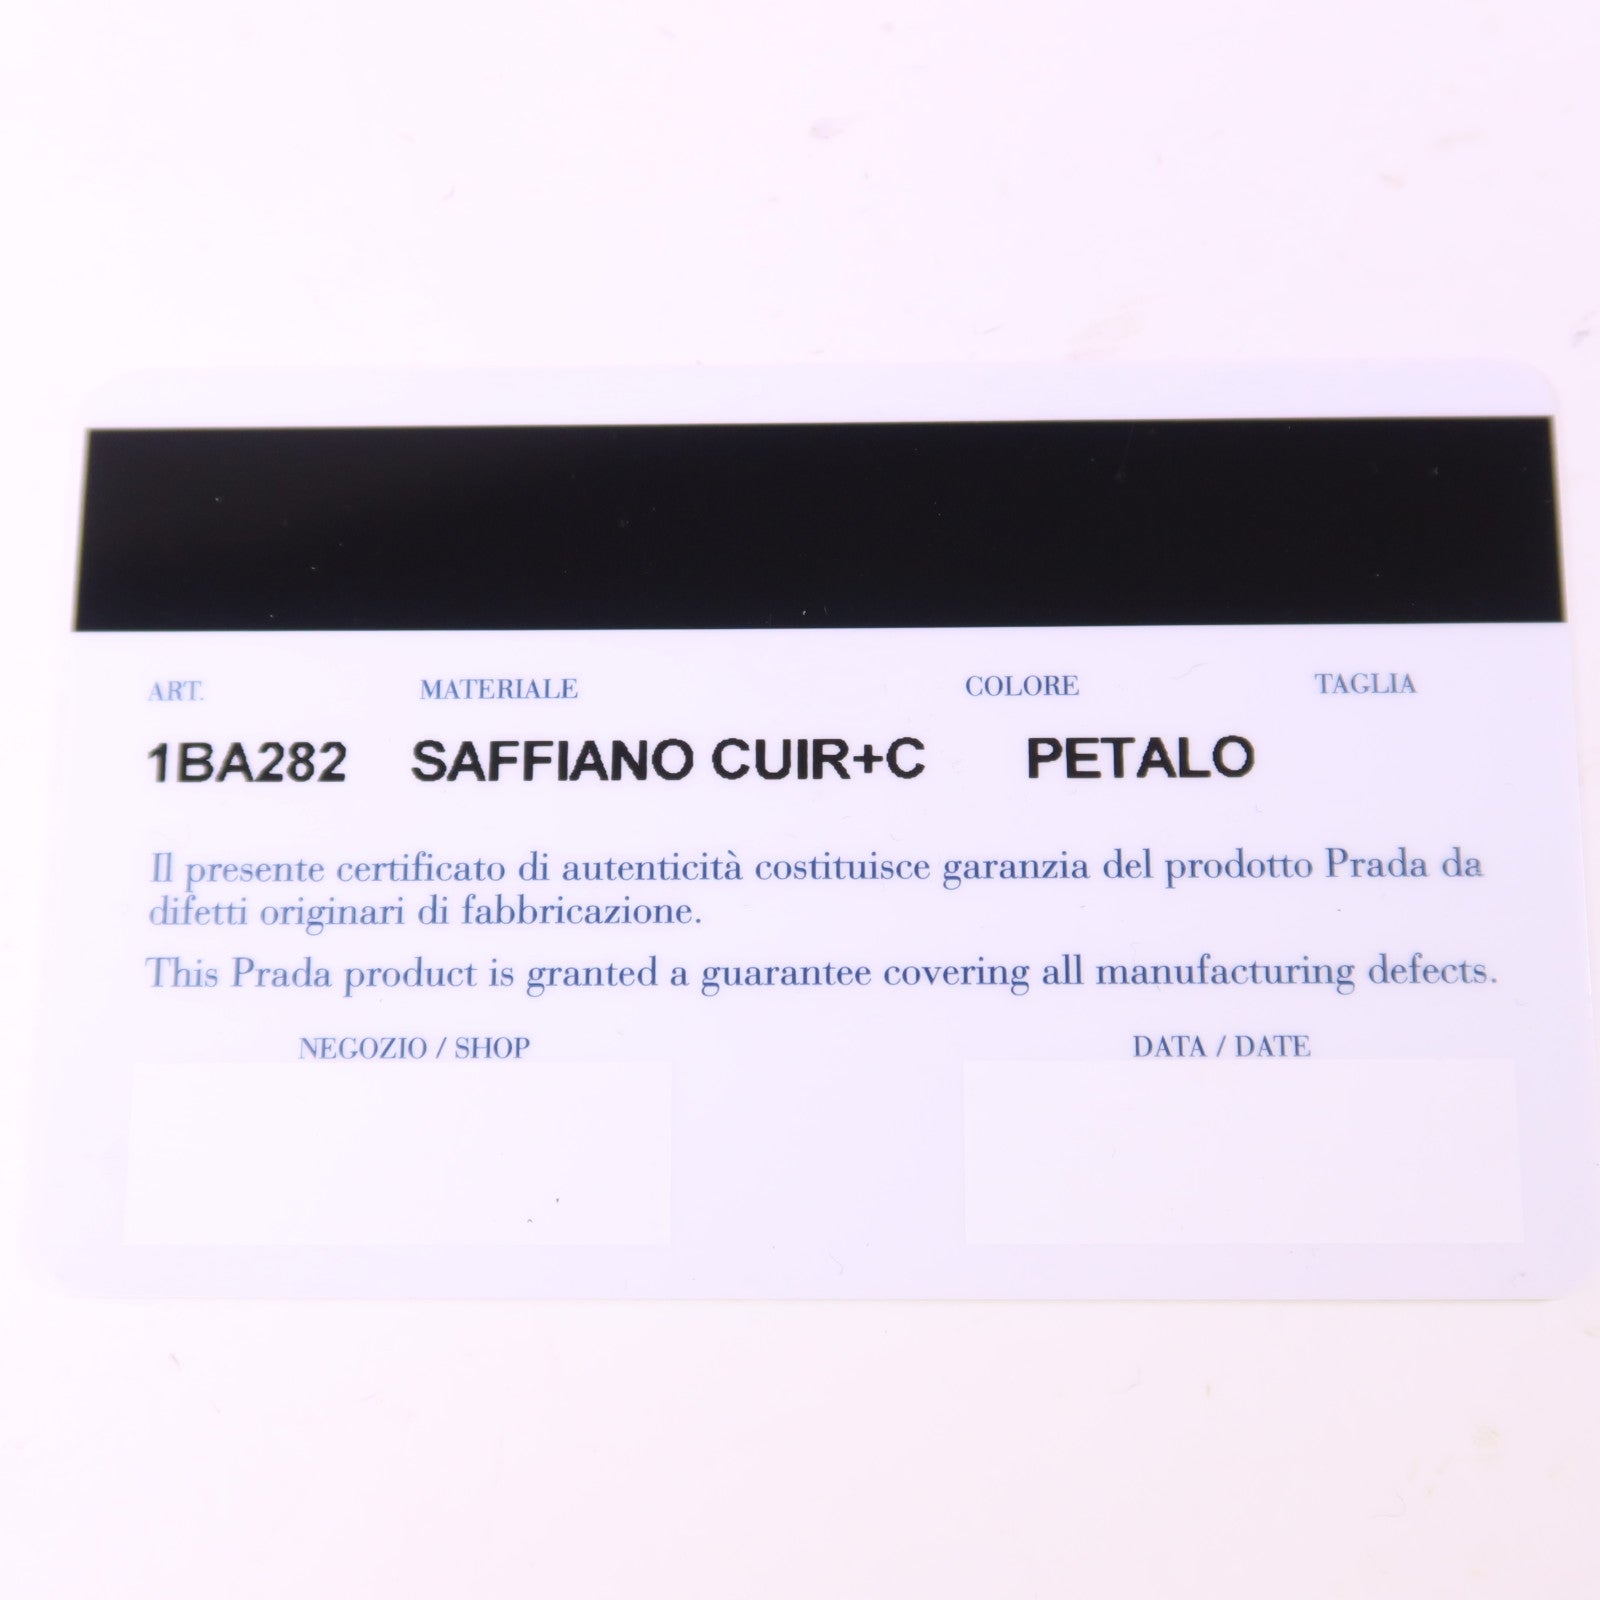 ART. MATERIALE COLORE TAGLIA
1BA282 SAFFIANO CUIR+C PETALO
Il presente certificato di autenticità costituisce garanzia del prodotto Prada da
difetti originari di fabbricazione.
This Prada product is granted a guarantee covering all manufacturing defects.
NEGOZIO / SHOP DATA / DATE